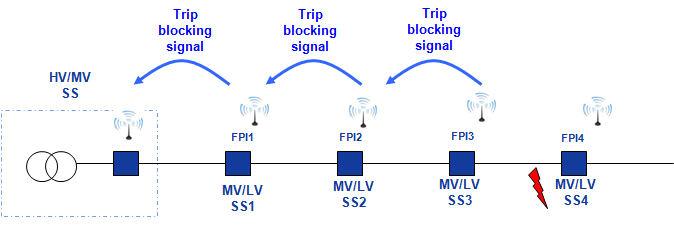 Trip
blocking
signal
Trip
blocking
signal
Trip
blocking
signal
HV/MV
SS
FPI1
FPI2
FPI3
FPI4
MV/LV
SS1
MV/LV
SS2
MV/LV
SS3
MV/LV
SS4